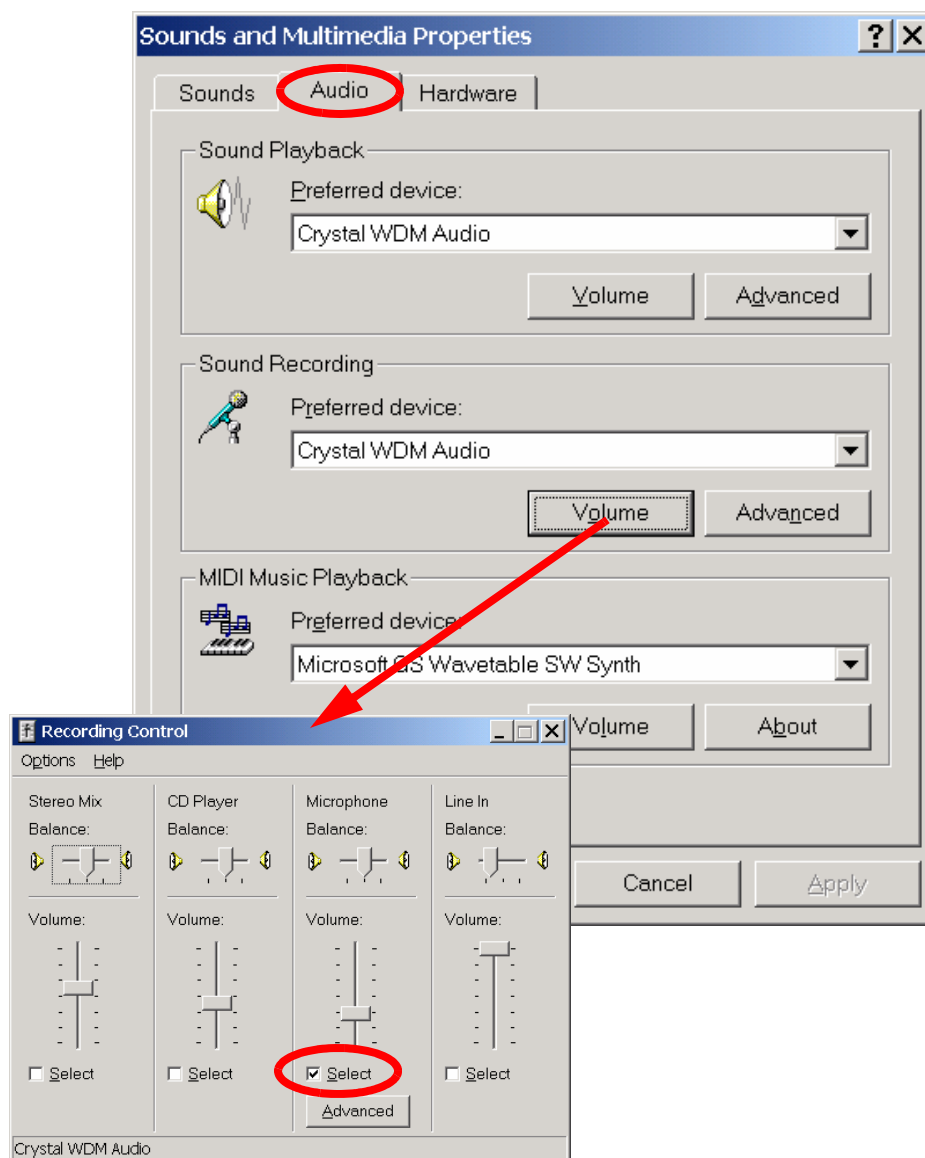 Sounds and Multimedia Properties
Sounds
Audio
Hardware
Sound Playback
Preferred device:
Crystal WDM Audio
Volume
Advanced
Sound Recording
Preferred device:
Crystal WDM Audio
Volume
Advanced
MIDI Music Playback
Preferred device:
Microsoft GS Wavetable SW Synth
Volume
About
Cancel
Apply
Recording Control
Options Help
Stereo Mix
Balance:
Volume:
Select
CD Player
Balance:
Volume:
Select
Microphone
Balance:
Volume:
Select
Advanced
Line In
Balance:
Volume:
Select
Crystal WDM Audio